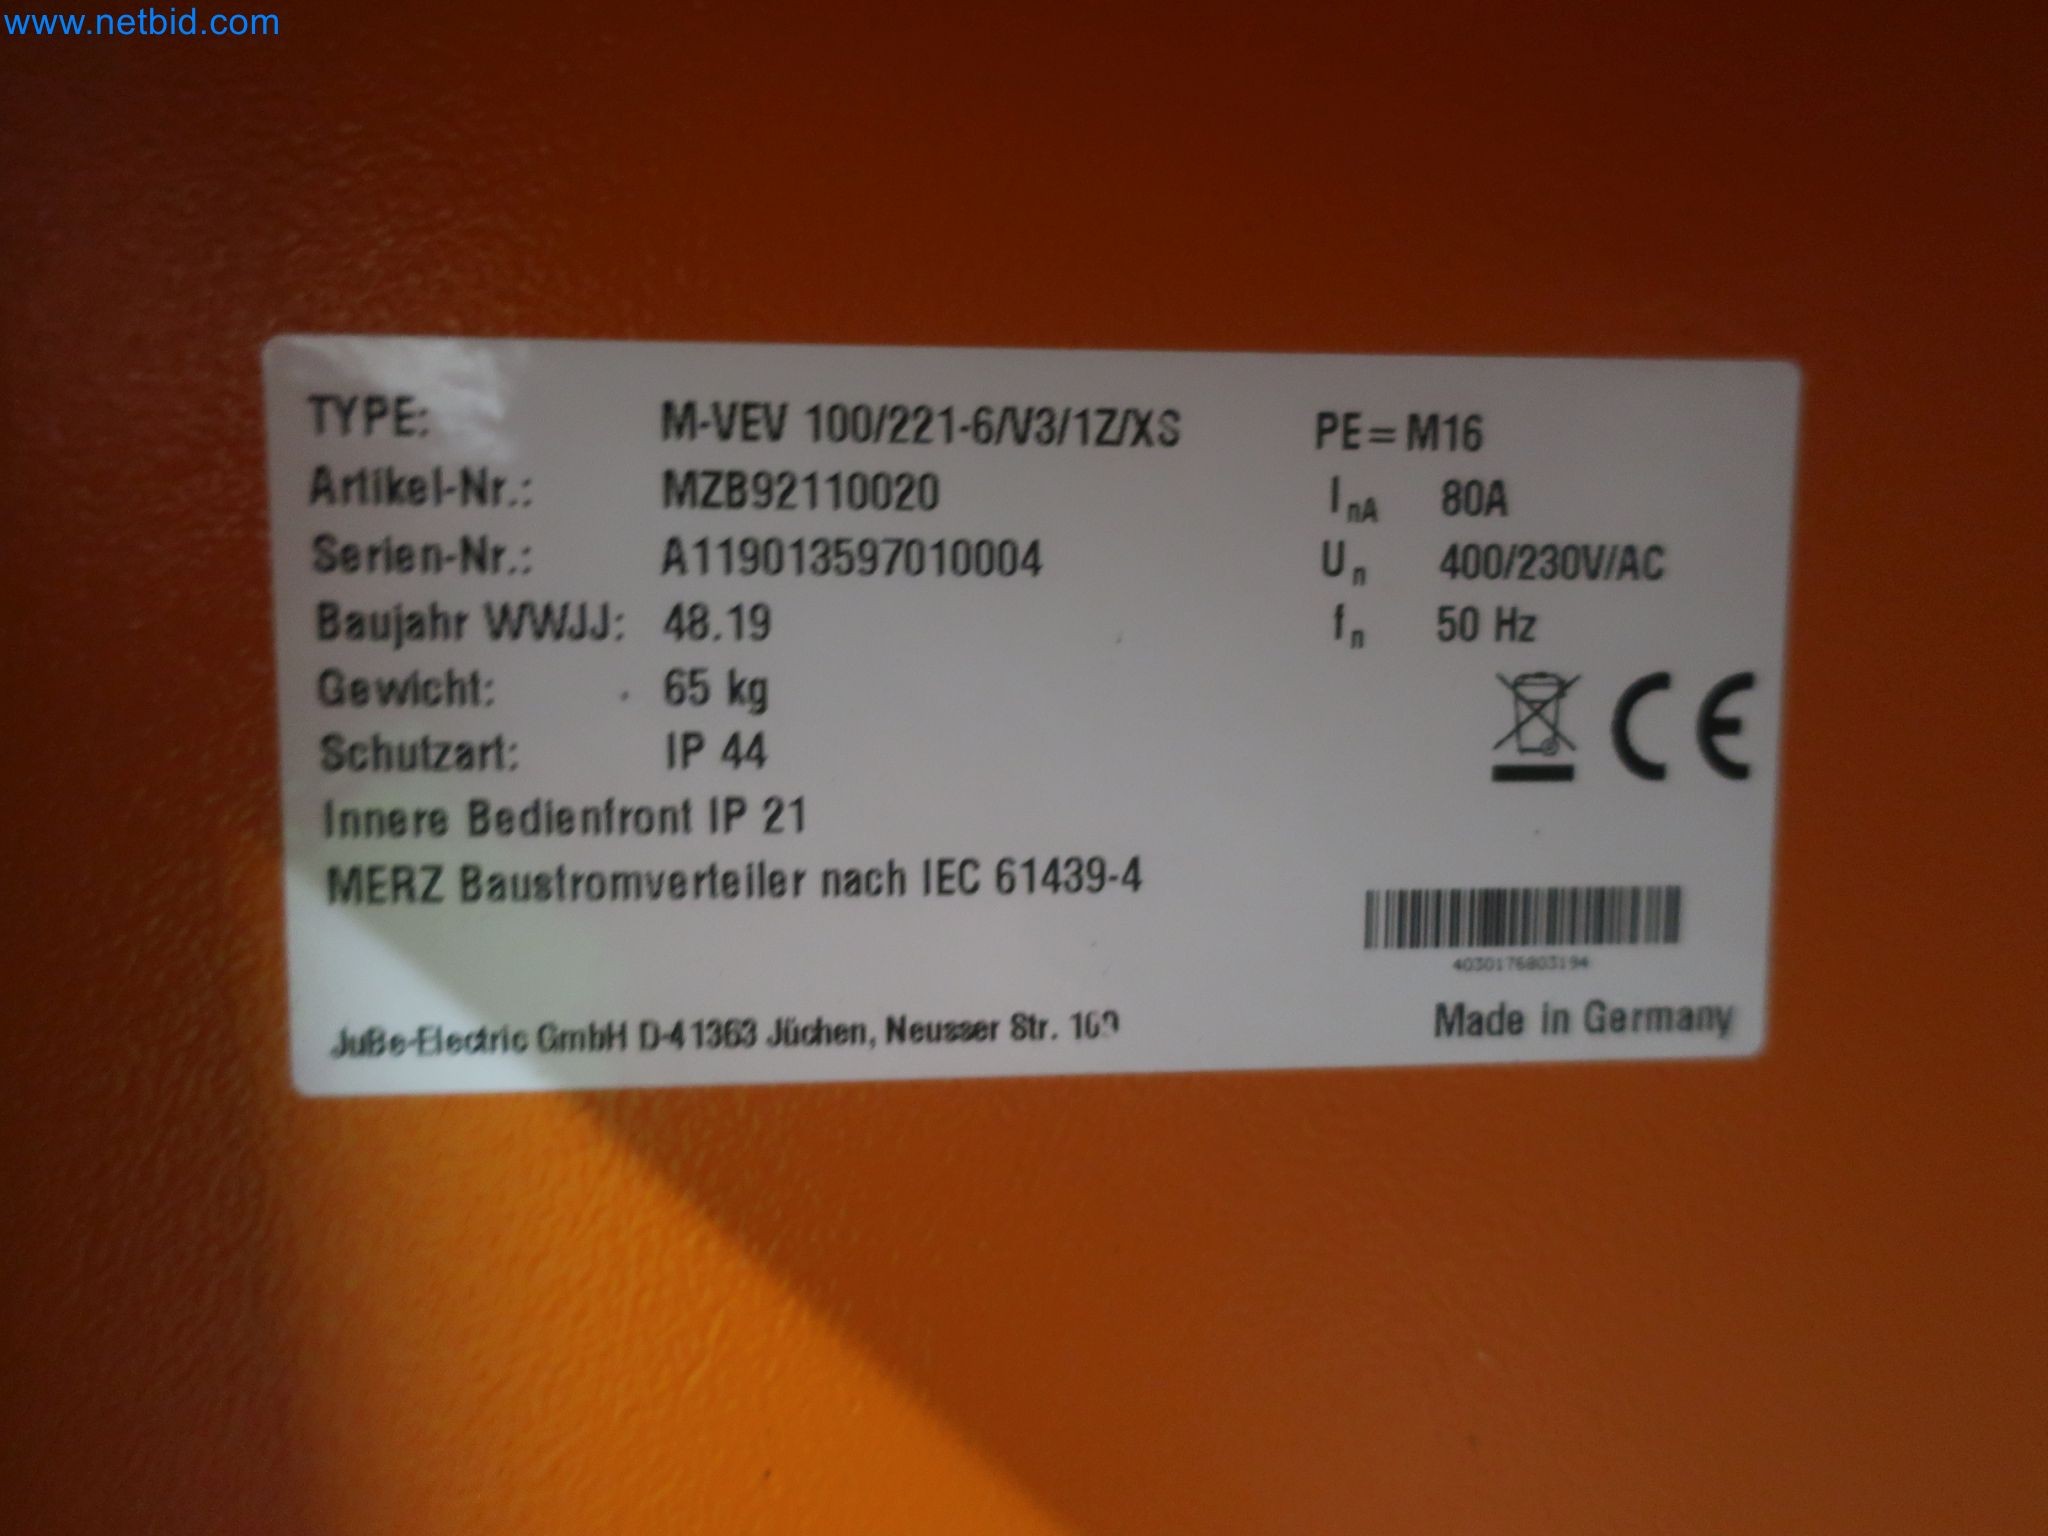 www.netbid.com
TYPE: M-VEV 100/221-6/V3/1Z/XS PE= M16
Artikel-Nr.: MZB92110020 InA 80A
Serien-Nr.: A119013597010004 Un 400/230V/AC
Baujahr WWJJ: 48.19 fn 50 Hz
Gewicht: 65 kg
Schutzart: IP 44
Innere Bedienfront IP 21
MERZ Baustromverteiler nach IEC 61439-4
CE
4030176803194
JuBe-Electric GmbH D-41363 Jüchen, Neusser Str.
Made in Germany